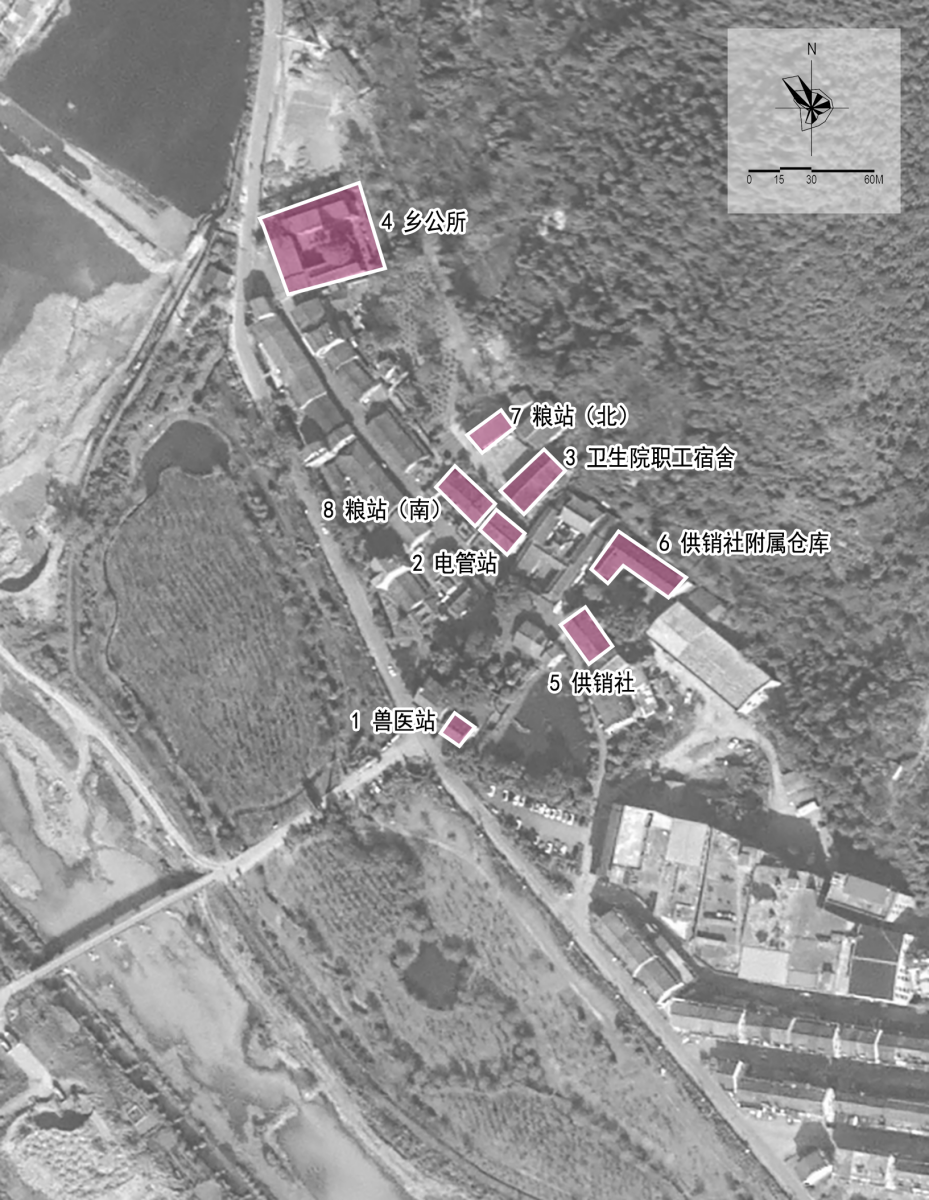 N
0 15 30 60M
4 乡公所
7 粮站（北）
3 卫生院职工宿舍
8 粮站（南）
6 供销社附属仓库
2 电管站
5 供销社
1 兽医站